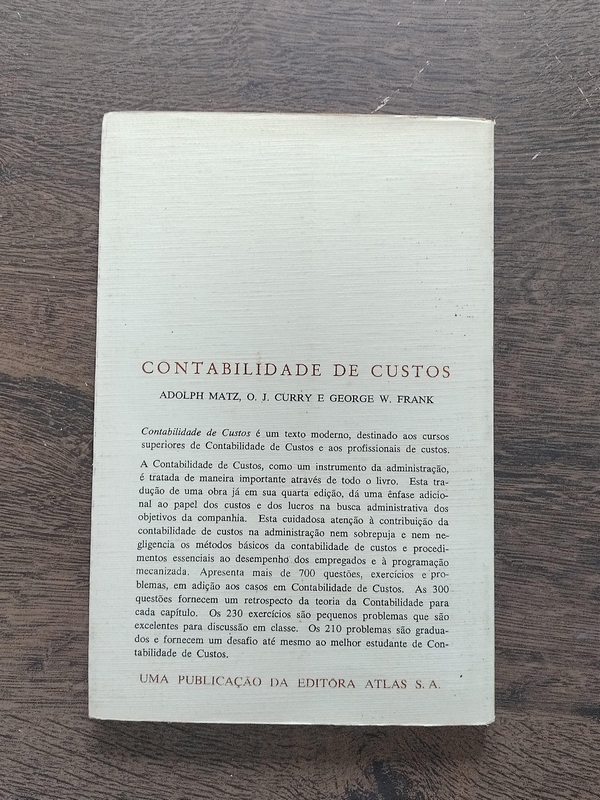 CONTABILIDADE DE CUSTOS
ADOLPH MATZ, O. J. CURRY E GEORGE W. FRANK
Contabilidade de Custos é um texto moderno, destinado aos cursos
superiores de Contabilidade de Custos e aos profissionais de custos.
A Contabilidade de Custos, como um instrumento da administração,
é tratada de maneira importante através de todo o livro. Esta tra-
dução de uma obra já em sua quarta edição, dá uma ênfase adicio-
nal ao papel dos custos e dos lucros na busca administrativa dos
objetivos da companhia. Esta cuidadosa atenção à contribuição da
contabilidade de custos na administração nem sobrepuja e nem ne-
gligencia os métodos básicos da contabilidade de custos e procedi-
mentos essenciais ao desempenho dos empregados e à programação
mecanizada. Apresenta mais de 700 questões, exercícios e pro-
blemas, em adição aos casos em Contabilidade de Custos. As 300
questões fornecem um retrospecto da teoria da Contabilidade para
cada capítulo. Os 230 exercícios são pequenos problemas que são
excelentes para discussão em classe. Os 210 problemas são gradua-
dos e fornecem um desafio até mesmo ao melhor estudante de Con-
tabilidade de Custos.
UMA PUBLICAÇÃO DA EDITÔRA ATLAS S. A.